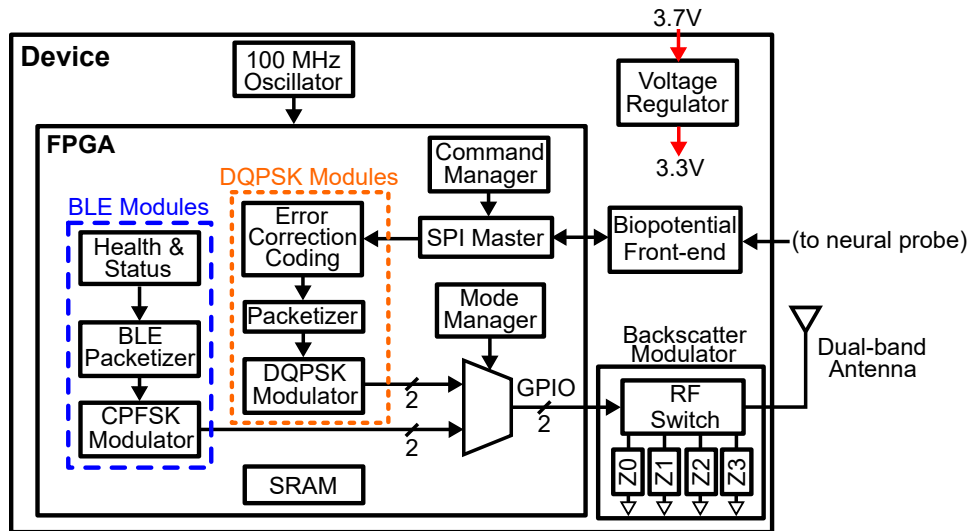 3.7V
Device
100 MHz
Oscillator
Voltage
Regulator
3.3V
FPGA
Command
Manager
DQPSK Modules
BLE Modules
Error
Correction
Coding
SPI Master
Biopotential
Front-end
(to neural probe)
Health &
Status
Packetizer
Mode
Manager
BLE
Packetizer
DQPSK
Modulator
2
GPIO
2
Backscatter
Modulator
Dual-band
Antenna
RF
Switch
CPFSK
Modulator
2
Z0
Z1
Z2
Z3
SRAM